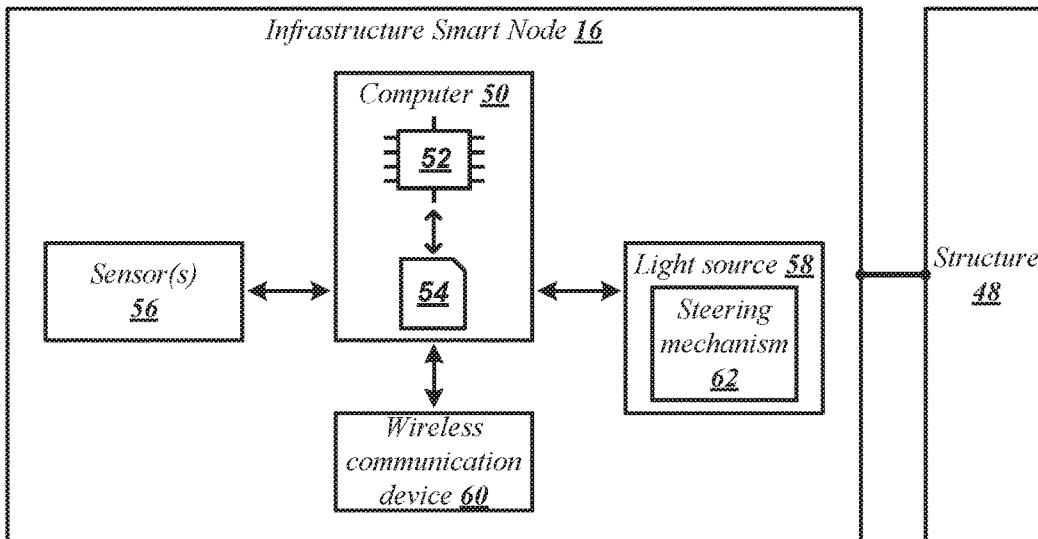 Infrastructure Smart Node 16
Computer 50
52
54
Sensor(s)
56
Light source 58
Steering
mechanism
62
Wireless
communication
device 60
Structure
48